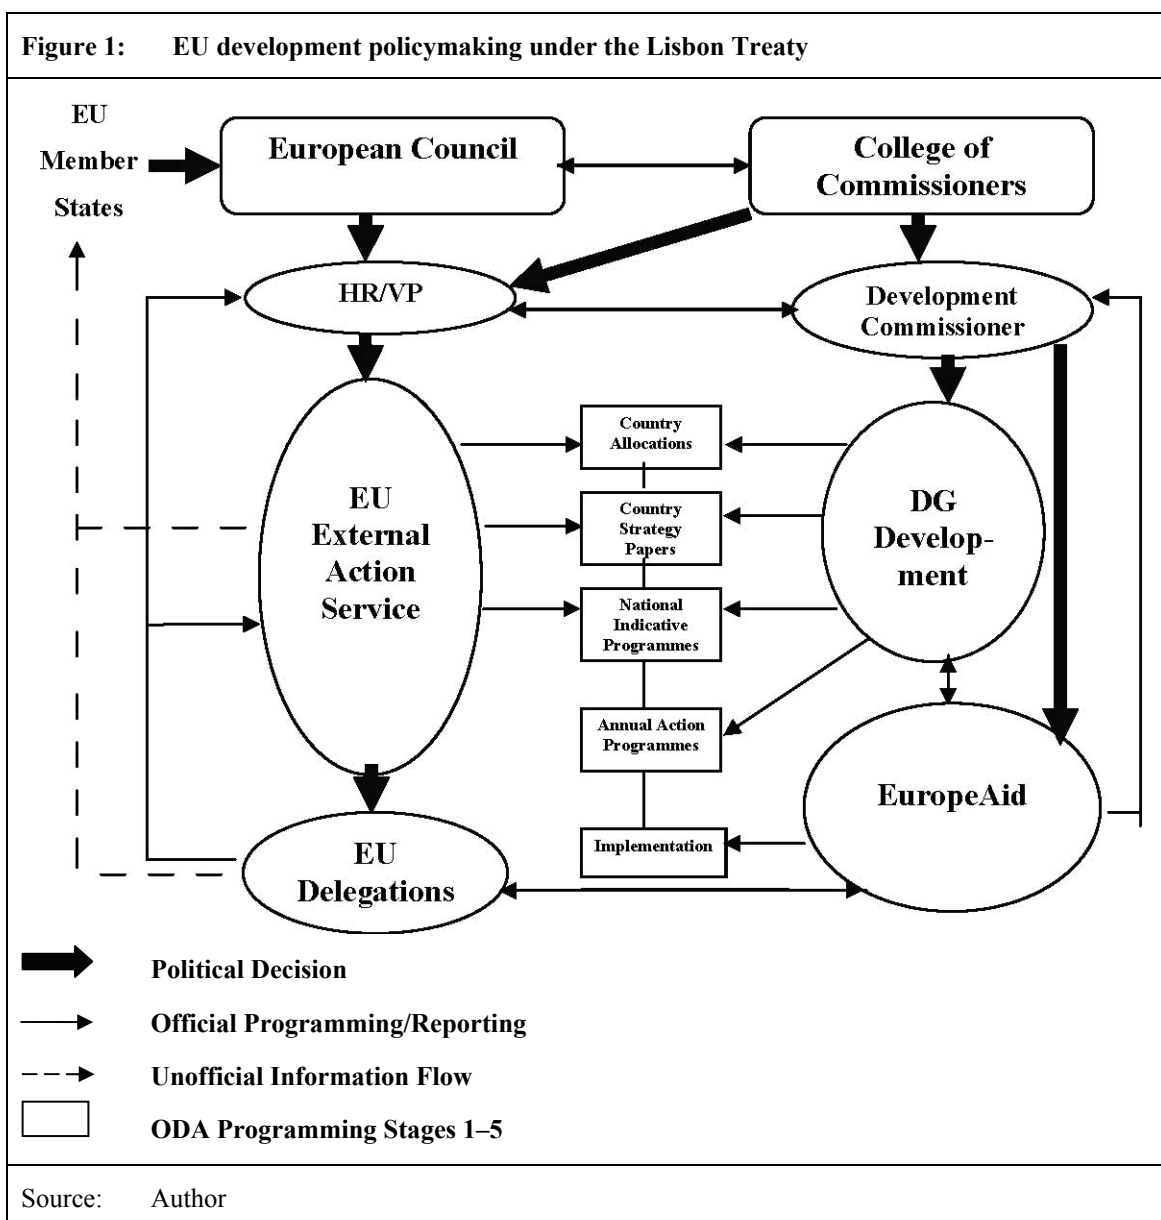 Figure 1: EU development policymaking under the Lisbon Treaty
EU
Member
States
European Council
College of
Commissioners
HR/VP
Development
Commissioner
EU
External
Action
Service
Country
Allocations
Country
Strategy
Papers
National
Indicative
Programmes
Annual Action
Programmes
Implementation
DG
Develop-
ment
EuropeAid
EU
Delegations
Political Decision
Official Programming/Reporting
Unofficial Information Flow
ODA Programming Stages 1–5
Source: Author